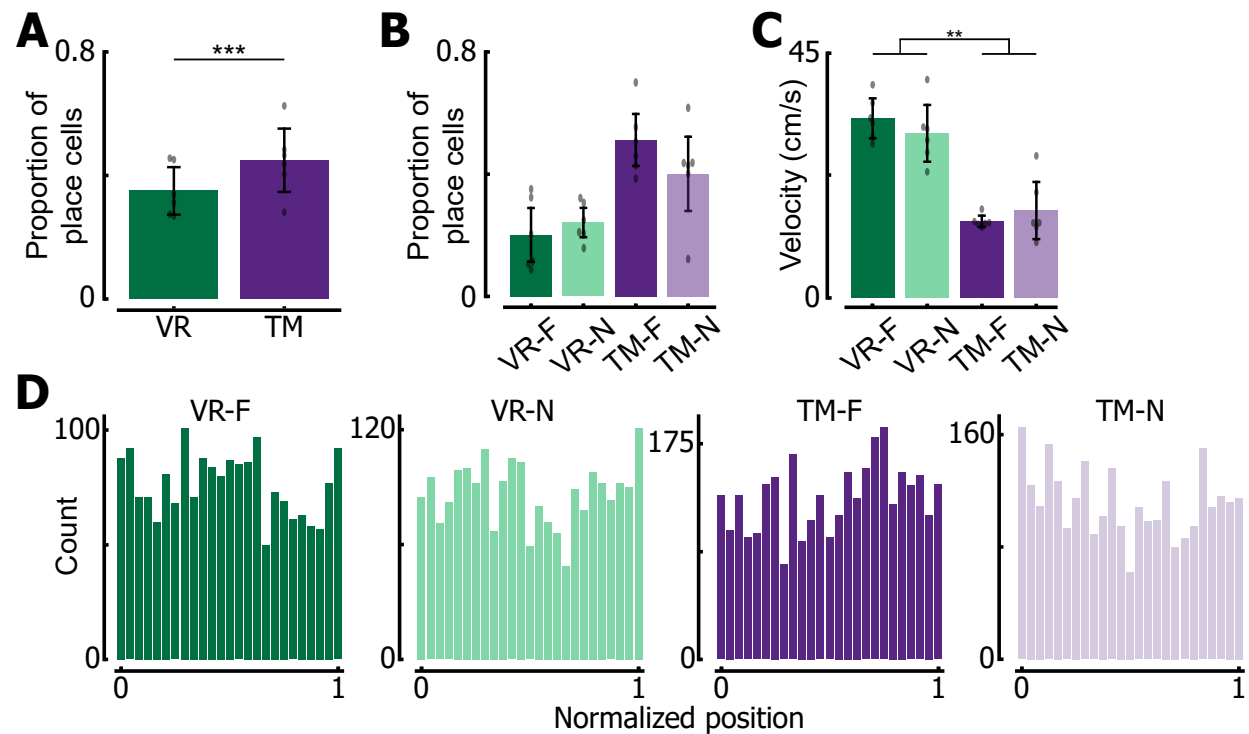 A
0.8
0
Proportion of
place cells
***
VR
TM
B
0.8
0
Proportion of
place cells
VR-F
VR-N
TM-F
TM-N
C
45
0
Velocity (cm/s)
**
VR-F
VR-N
TM-F
TM-N
D
VR-F
100
0
Count
0
1
VR-N
120
0
0
1
TM-F
175
0
0
1
TM-N
160
0
0
1
Normalized position